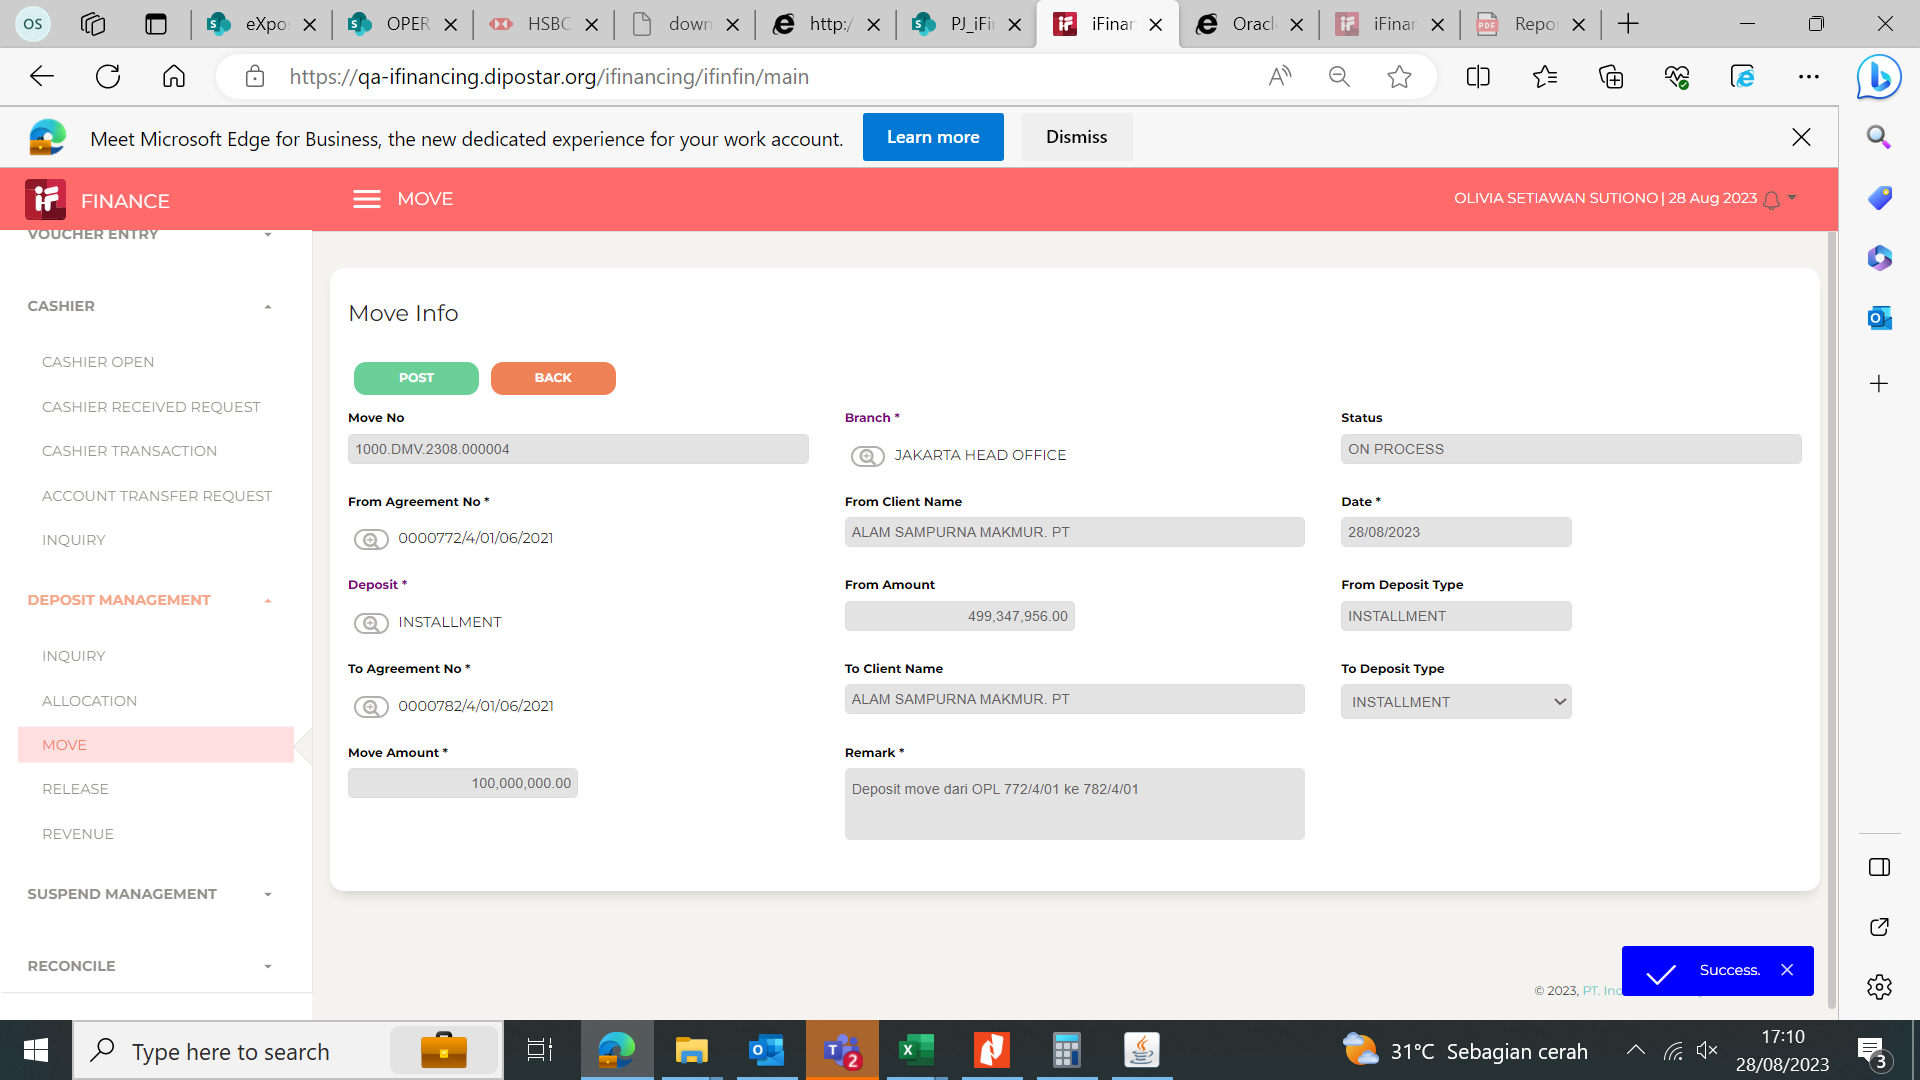 OS
eXpo
OPER
HSBC
down
http:/
PJ_iFi
iFinar
Oracl
iFinar
Repo
https://qa-ifinancing.dipostar.org/ifinancing/ifinfin/main
Meet Microsoft Edge for Business, the new dedicated experience for your work account.
Learn more
Dismiss
iF FINANCE
MOVE
OLIVIA SETIAWAN SUTIONO | 28 Aug 2023
VOUCHER ENTRY
CASHIER
CASHIER OPEN
CASHIER RECEIVED REQUEST
CASHIER TRANSACTION
ACCOUNT TRANSFER REQUEST
INQUIRY
DEPOSIT MANAGEMENT
INQUIRY
ALLOCATION
MOVE
RELEASE
REVENUE
SUSPEND MANAGEMENT
RECONCILE
Move Info
POST
BACK
Move No
Branch *
Status
1000.DMV.2308.000004
JAKARTA HEAD OFFICE
ON PROCESS
From Agreement No *
From Client Name
Date *
0000772/4/01/06/2021
ALAM SAMPURNA MAKMUR. PT
28/08/2023
Deposit *
From Amount
From Deposit Type
INSTALLMENT
499,347,956.00
INSTALLMENT
To Agreement No *
To Client Name
To Deposit Type
0000782/4/01/06/2021
ALAM SAMPURNA MAKMUR. PT
INSTALLMENT
Move Amount *
Remark *
100,000,000.00
Deposit move dari OPL 772/4/01 ke 782/4/01
Success.
© 2023, PT. Inc
Type here to search
2
31°C Sebagian cerah
17:10
28/08/2023
3